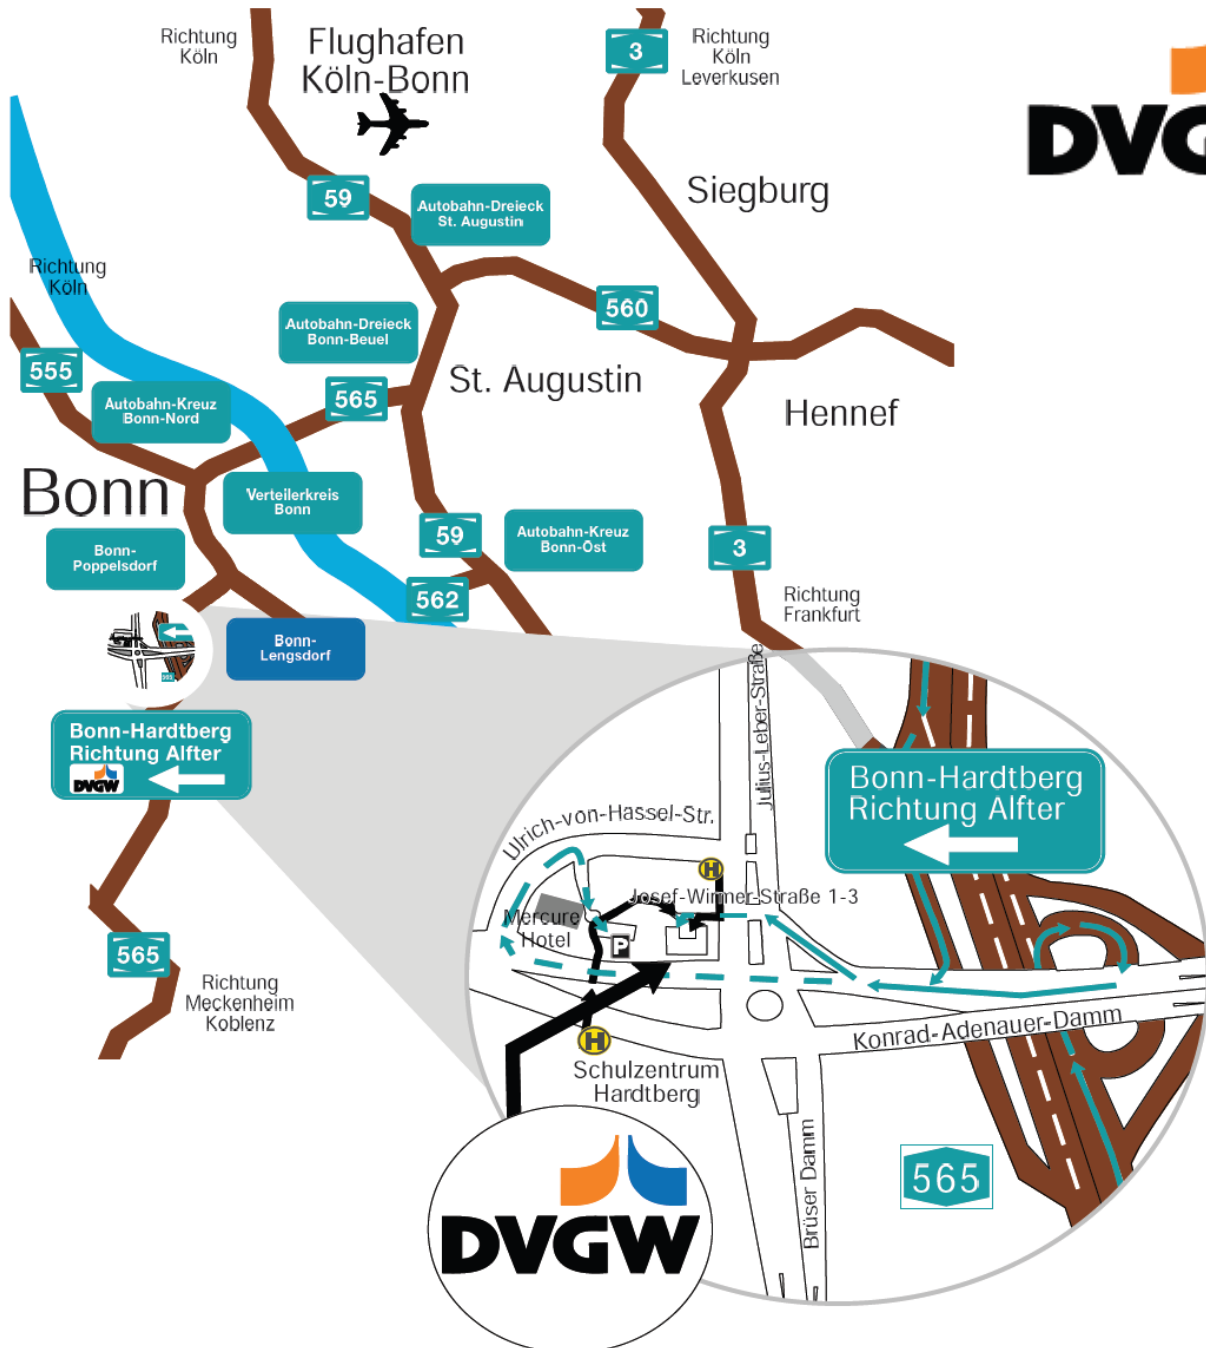 Richtung
Köln
Flughafen
Köln-Bonn
3
Richtung
Köln
Leverkusen
59
Autobahn-Dreieck
St. Augustin
Siegburg
Richtung
Köln
Autobahn-Dreieck
Bonn-Beuel
560
555
Autobahn-Kreuz
Bonn-Nord
565
St. Augustin
Hennef
Bonn
Verteilerkreis
Bonn
59
Autobahn-Kreuz
Bonn-Ost
3
Bonn-
Poppelsdorf
562
Richtung
Frankfurt
Bonn-
Lengsdorf
565
Bonn-Hardtberg
Richtung Alfter
DVGW
565
Richtung
Meckenheim
Koblenz
Julius-Leber-Straße
Bonn-Hardtberg
Richtung Alfter
Ulrich-von-Hassel-Str.
H
Josef-Wirmer-Straße 1-3
Mercure
Hotel
P
Konrad-Adenauer-Damm
H
Schulzentrum
Hardtberg
Brüser Damm
565
DVGW